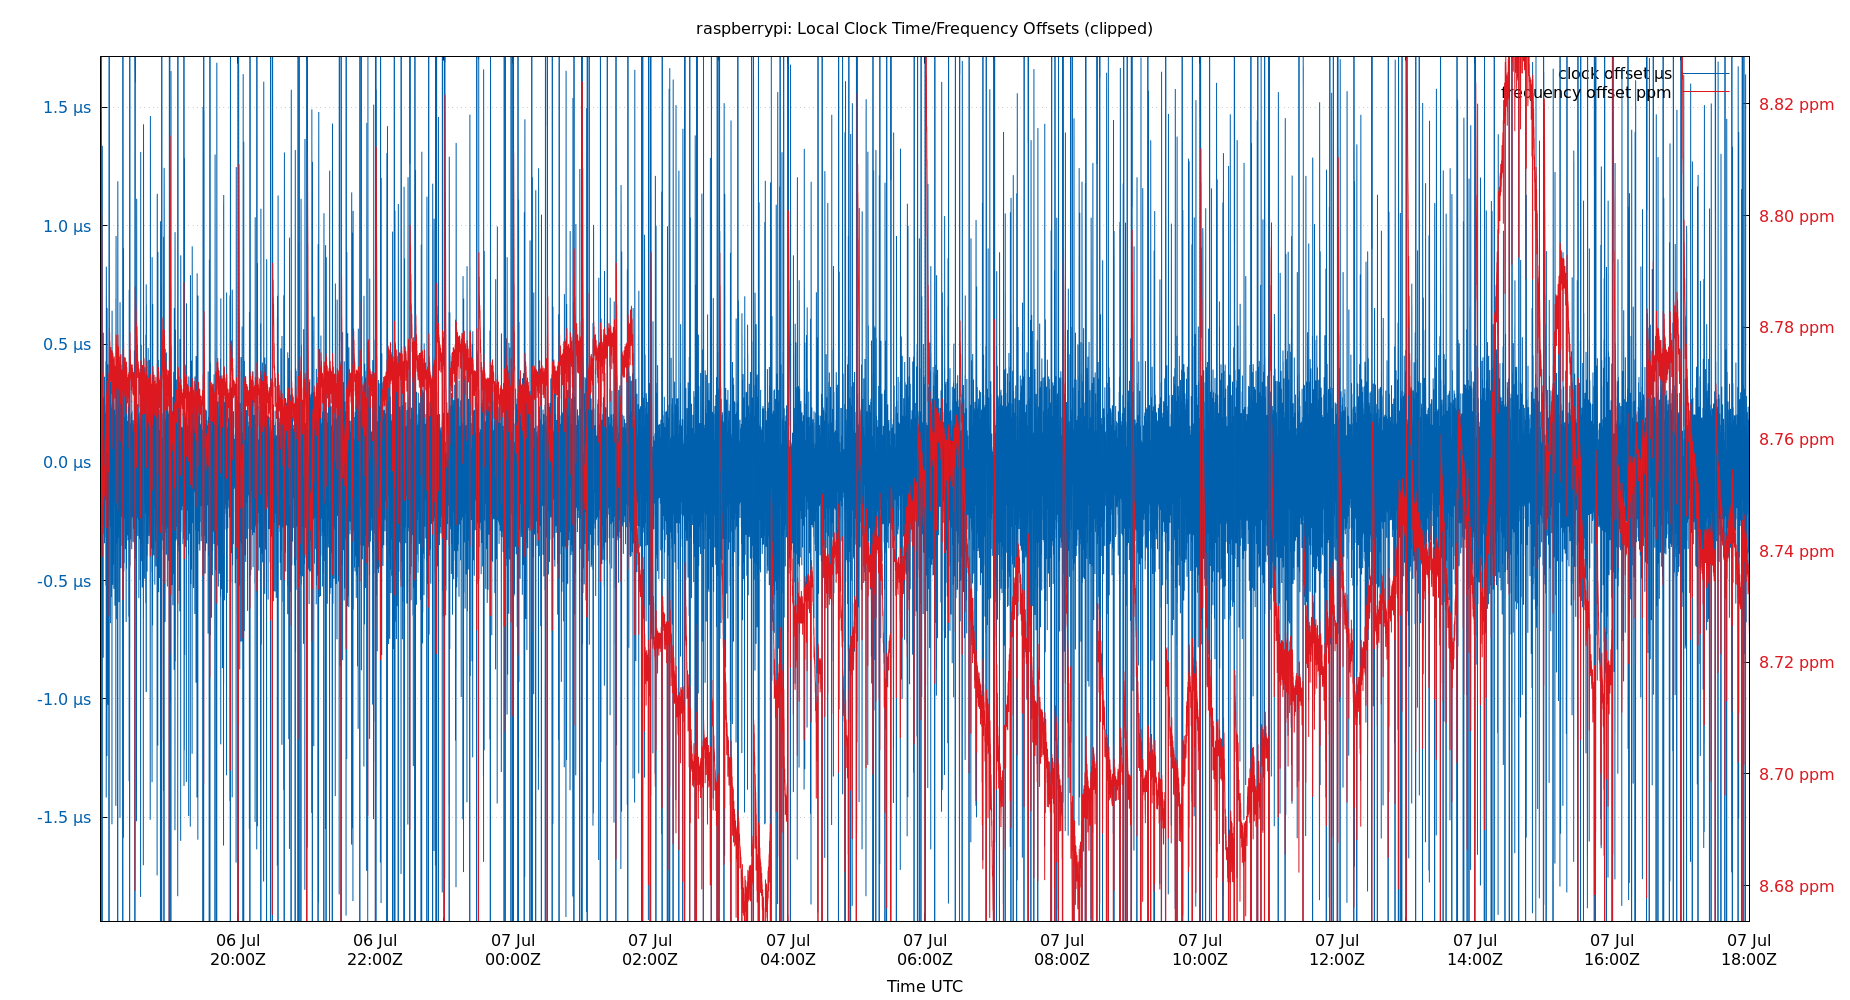 raspberrypi: Local Clock Time/Frequency Offsets (clipped)
clock offset µs
frequency offset ppm
1.5 µs
1.0 µs
0.5 µs
0.0 µs
-0.5 µs
-1.0 µs
-1.5 µs
8.82 ppm
8.80 ppm
8.78 ppm
8.76 ppm
8.74 ppm
8.72 ppm
8.70 ppm
8.68 ppm
06 Jul 06 Jul 07 Jul 07 Jul 07 Jul 07 Jul 07 Jul 07 Jul 07 Jul 07 Jul 07 Jul 07 Jul
20:00Z 22:00Z 00:00Z 02:00Z 04:00Z 06:00Z 08:00Z 10:00Z 12:00Z 14:00Z 16:00Z 18:00Z
Time UTC